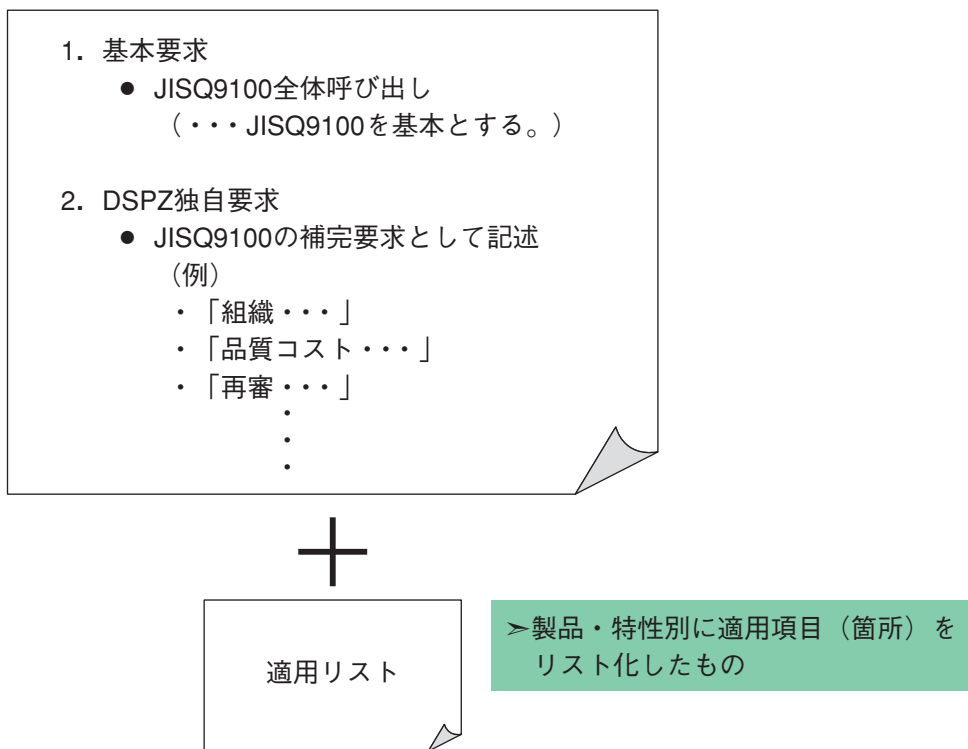 1. 基本要求
● JISQ9100全体呼び出し
（・・・JISQ9100を基本とする。）
2. DSPZ独自要求
● JISQ9100の補完要求として記述
（例）
・「組織・・・」
・「品質コスト・・・」
・「再審・・・」
・
・
・
＋
適用リスト
➢製品・特性別に適用項目（箇所）を
リスト化したもの